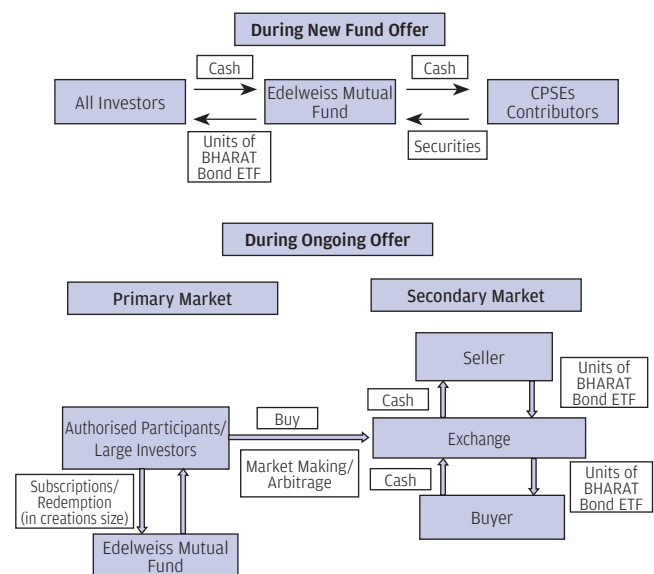 During New Fund Offer
Cash
Cash
All Investors
Edelweiss Mutual
Fund
CPSEs
Contributors
Units of
BHARAT
Bond ETF
Securities
During Ongoing Offer
Primary Market
Secondary Market
Seller
Units of
BHARAT
Bond ETF
Cash
Authorised Participants/
Large Investors
Buy
Exchange
Market Making/
Arbitrage
Cash
Units of
BHARAT
Bond ETF
Subscriptions/
Redemption
(in creations size)
Buyer
Edelweiss Mutual
Fund